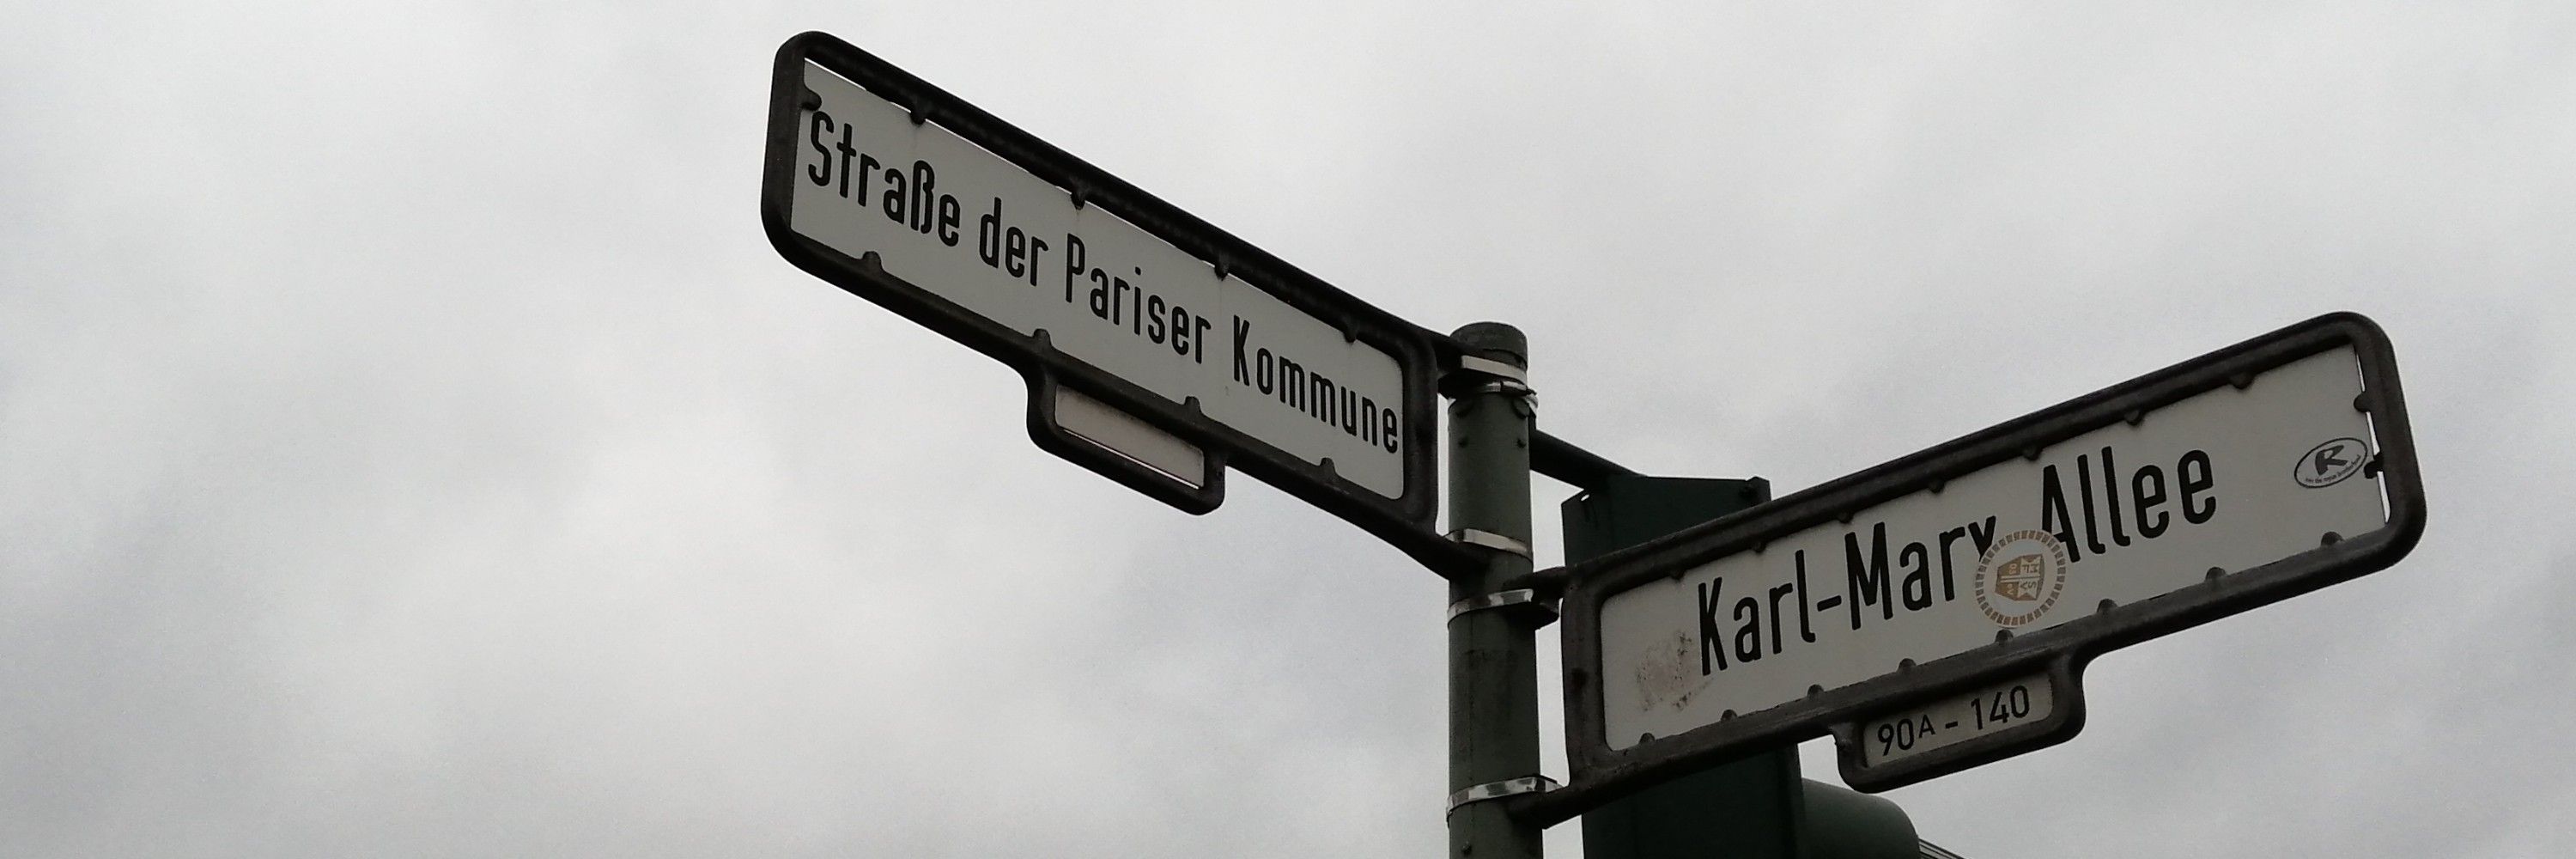 Straße der Pariser Kommune
Karl-Marx-Allee
R
90A - 140